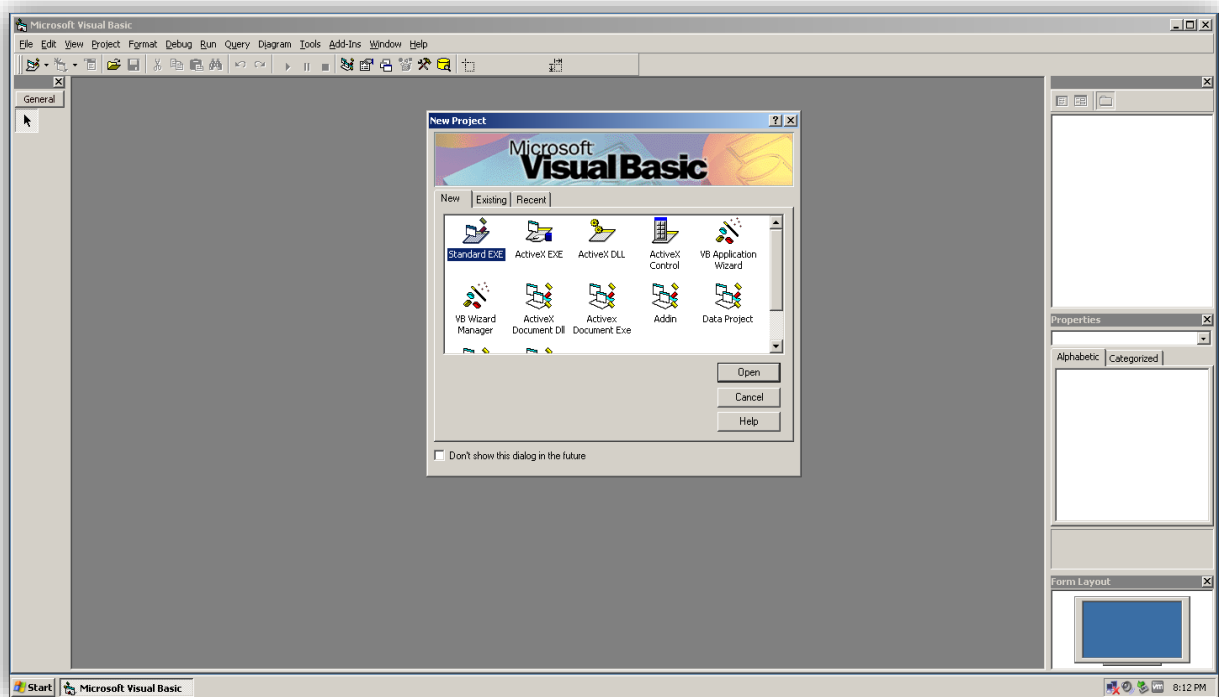 Microsoft Visual Basic
File Edit View Project Format Debug Run Query Diagram Tools Add-Ins Window Help
General
New Project
Microsoft
Visual Basic
New Existing Recent
Standard EXE ActiveX EXE ActiveX DLL ActiveX Control VB Application Wizard
VB Wizard Manager ActiveX Document Dll Activex Document Exe Addin Data Project
Open
Cancel
Help
Don't show this dialog in the future
Properties
Alphabetic Categorized
Form Layout
Start Microsoft Visual Basic 8:12 PM